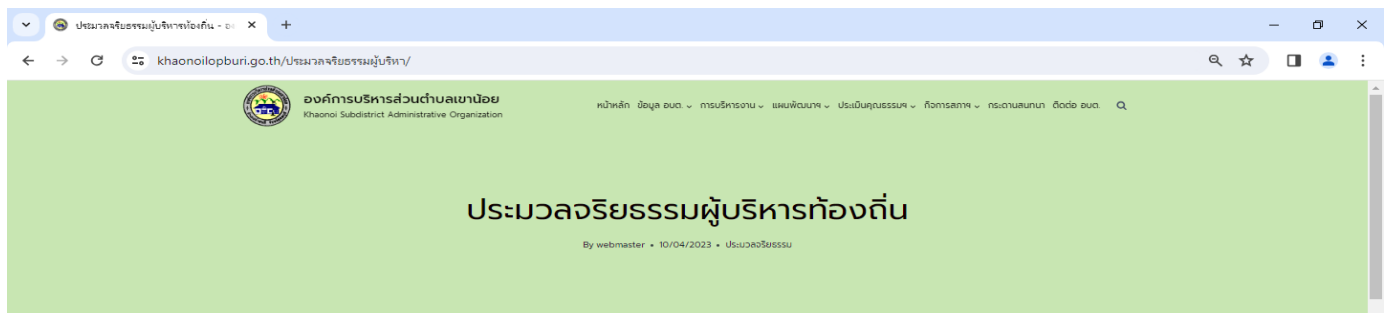 ประมวลจริยธรรมผู้บริหารท้องถิ่น - อง
khaonoilopburi.go.th/ประมวลจริยธรรมผู้บริหา/
องค์การบริหารส่วนตำบลเขาน้อย
Khaonoi Subdistrict Administrative Organization
หน้าหลัก ข้อมูล อบต. การบริหารงาน แผนพัฒนาฯ ประเมินคุณธรรมฯ กิจการสภาฯ กระดานสนทนา ติดต่อ อบต.
ประมวลจริยธรรมผู้บริหารท้องถิ่น
By webmaster • 10/04/2023 • ประมวลจริยธรรม